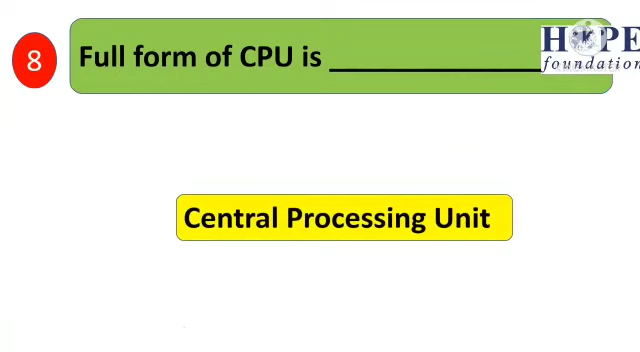 8
Full form of CPU is _______________
HOPE
foundation
Central Processing Unit